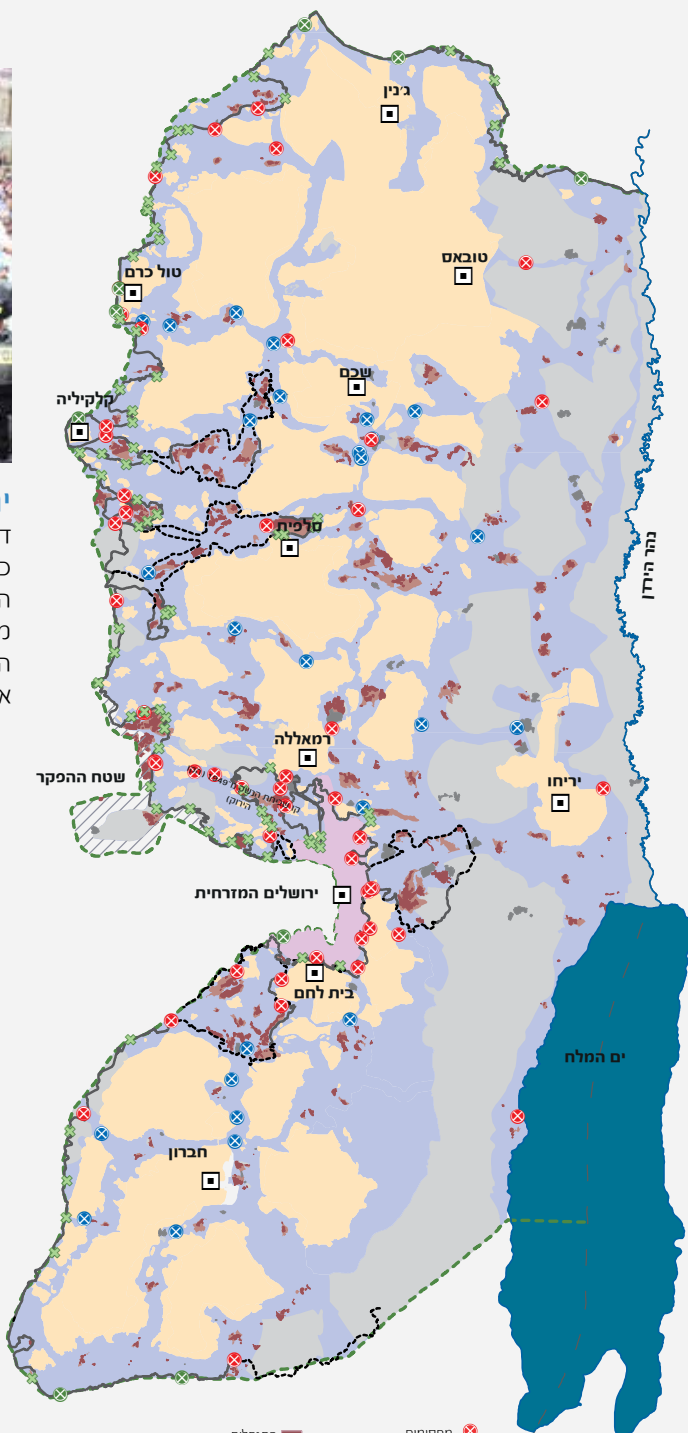 ג׳נין
טובאס
טול כרם
שכם
קלקיליה
סלפית
נהר הירדן
רמאללה
שטח ההפקר
יריחו
ירושלים המזרחית
בית לחם
ים המלח
חברון
מחסומים